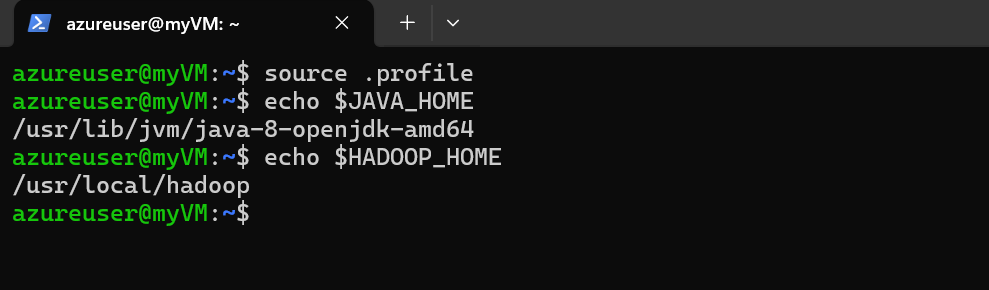 azureuser@myVM: ~
azureuser@myVM:~$ source .profile
azureuser@myVM:~$ echo $JAVA_HOME
/usr/lib/jvm/java-8-openjdk-amd64
azureuser@myVM:~$ echo $HADOOP_HOME
/usr/local/hadoop
azureuser@myVM:~$